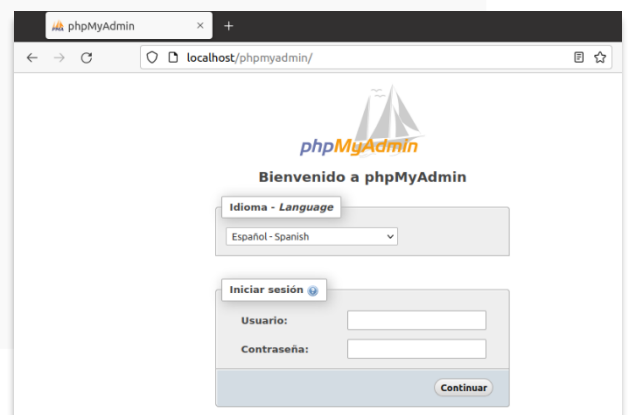 phpMyAdmin
localhost/phpmyadmin/
phpMyAdmin
Bienvenido a phpMyAdmin
Idioma - Language
Español - Spanish
Iniciar sesión
Usuario:
Contraseña:
Continuar